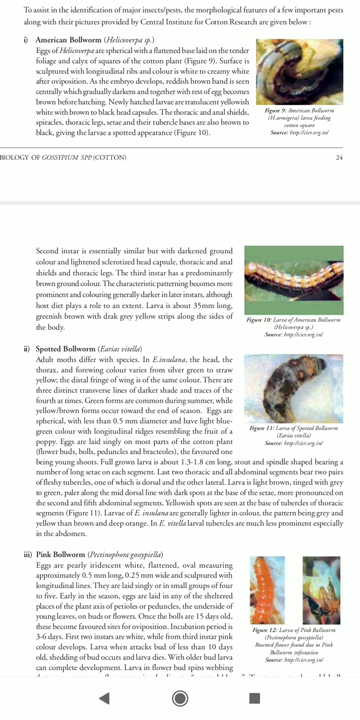 To assist in the identification of major insects/pests, the morphological features of a few important pests
along with their pictures provided by Central Institute for Cotton Research are given below :
i) American Bollworm (Helicoverpa sp.)
Eggs of Helicoverpa are spherical with a flattened base laid on the tender
foliage and calyx of squares of the cotton plant (Figure 9). Surface is
sculptured with longitudinal ribs and colour is white to creamy white
after oviposition. As the embryo develops, reddish brown band is seen
centrally which gradually darkens and together with rest of egg becomes
brown before hatching. Newly hatched larvae are translucent yellowish
white with brown to black head capsules. The thoracic and anal shields,
spiracles, thoracic legs, setae and their tubercle bases are also brown to
black, giving the larvae a spotted appearance (Figure 10).
Figure 9: American Bollworm
(H.armigera) larva feeding
cotton square
Source: http://cicr.org.in/
BIOLOGY OF GOSSYPIUM SPP. (COTTON)
24
Second instar is essentially similar but with darkened ground
colour and lightened sclerotized head capsule, thoracic and anal
shields and thoracic legs. The third instar has a predominantly
brown ground colour. The characteristic patterning becomes more
prominent and colouring generally darker in later instars, although
host diet plays a role to an extent. Larva is about 35mm long,
greenish brown with drak grey yellow strips along the sides of
the body.
Figure 10: Larva of American Bollworm
(Helicoverpa sp.)
Source: http://cicr.org.in/
ii) Spotted Bollworm (Earias vitella)
Adult moths differ with species. In E.insulana, the head, the
thorax, and forewing colour varies from silver green to straw
yellow; the distal fringe of wing is of the same colour. There are
three distinct transverse lines of darker shade and traces of the
fourth at times. Green forms are common during summer, while
yellow/brown forms occur toward the end of season. Eggs are
spherical, with less than 0.5 mm diameter and have light blue-
green colour with longitudinal ridges resembling the fruit of a
poppy. Eggs are laid singly on most parts of the cotton plant
(flower buds, bolls, peduncles and bracteoles), the favoured one
being young shoots. Full grown larva is about 1.3-1.8 cm long, stout and spindle shaped bearing a
number of long setae on each segment. Last two thoracic and all abdominal segments bear two pairs
of fleshy tubercles, one of which is dorsal and the other lateral. Larva is light brown, tinged with grey
to green, paler along the mid dorsal line with dark spots at the base of the setae, more pronounced on
the second and fifth abdominal segments. Yellowish spots are seen at the base of tubercles of thoracic
segments (Figure 11). Larvae of E. insulana are generally lighter in colour, the pattern being grey and
yellow than brown and deep orange. In E. vitella larval tubercles are much less prominent especially
in the abdomen.
Figure 11: Larva of Spotted Bollworm
(Earias vitella)
Source: http://cicr.org.in/
iii) Pink Bollworm (Pectinophora gossypiella)
Eggs are pearly iridescent white, flattened, oval measuring
approximately 0.5 mm long, 0.25 mm wide and sculptured with
longitudinal lines. They are laid singly or in small groups of four
to five. Early in the season, eggs are laid in any of the sheltered
places of the plant axis of petioles or peduncles, the underside of
young leaves, on buds or flowers. Once the bolls are 15 days old,
these become favoured sites for oviposition. Incubation period is
3-6 days. First two instars are white, while from third instar pink
colour develops. Larva when attacks bud of less than 10 days
old, shedding of bud occurs and larva dies. With older bud larva
can complete development. Larva in flower bud spins webbing
Figure 12: Larva of Pink Bollworm
(Pectinophora gossypiella)
Rosetted flower found due to Pink
Bollworm infestation
Source: http://cicr.org.in/